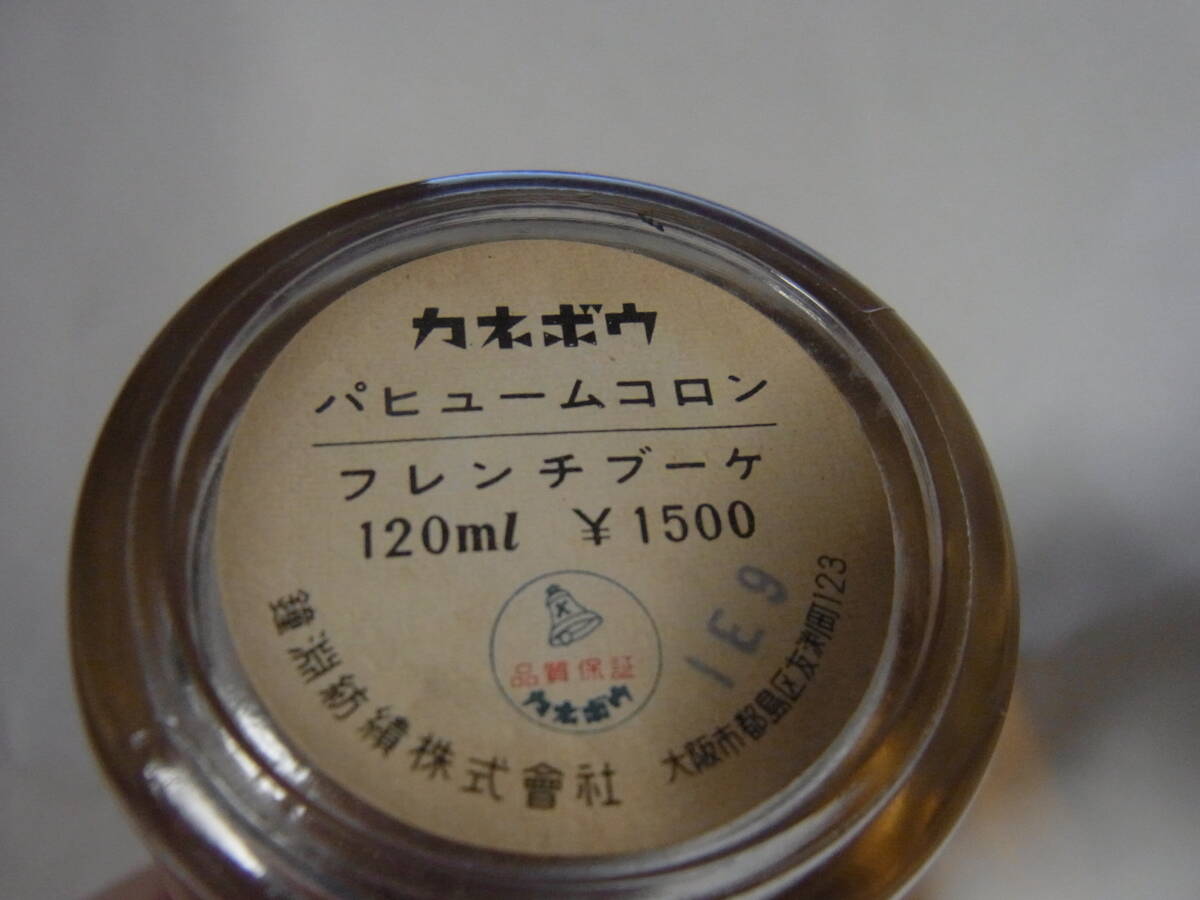 カネボウ
パヒュームコロン
フレンチブーケ
120ml ¥1500
K
品質保証
カネボウ
1E9
鐘淵紡績株式會社
大阪市都島区友渕町123